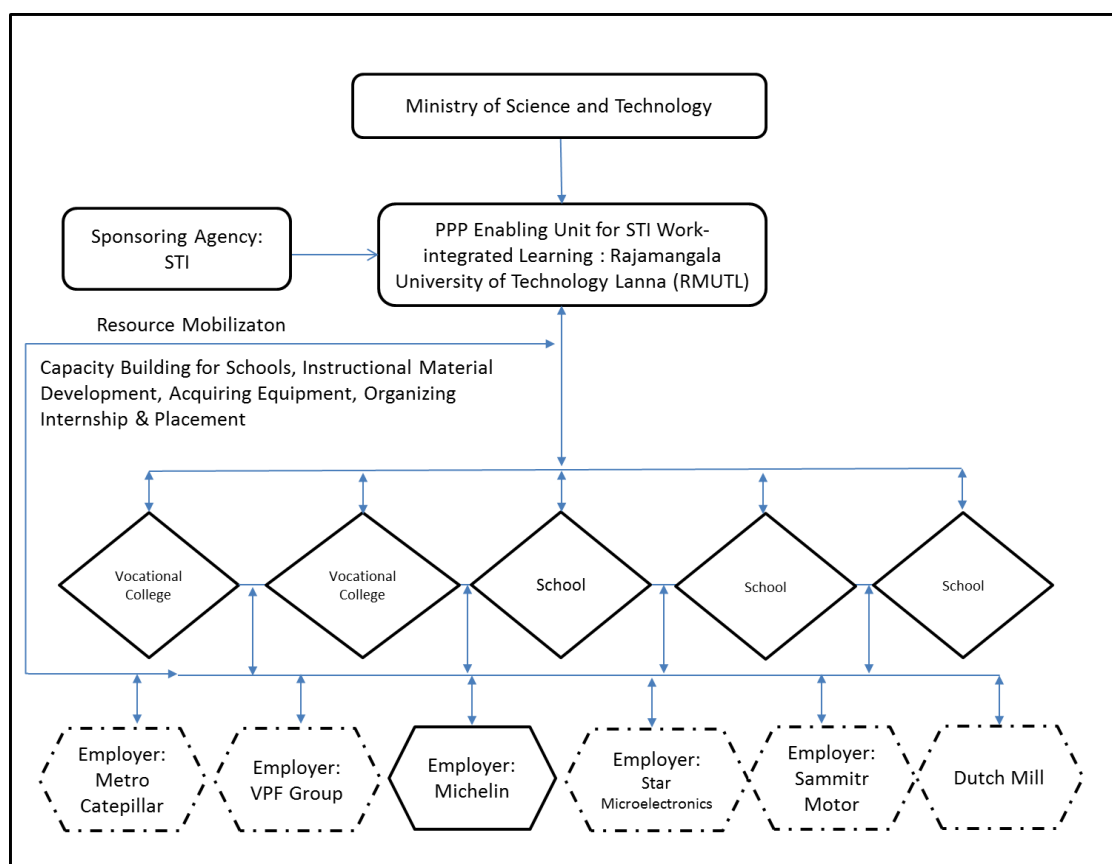 Ministry of Science and Technology
Sponsoring Agency:
STI
PPP Enabling Unit for STI Work-
integrated Learning : Rajamangala
University of Technology Lanna (RMUTL)
Resource Mobilizaton
Capacity Building for Schools, Instructional Material
Development, Acquiring Equipment, Organizing
Internship & Placement
Vocational
College
Vocational
College
School
School
School
Employer:
Metro
Catepillar
Employer:
VPF Group
Employer:
Michelin
Employer:
Star
Microelectronics
Employer:
Sammitr
Motor
Dutch Mill